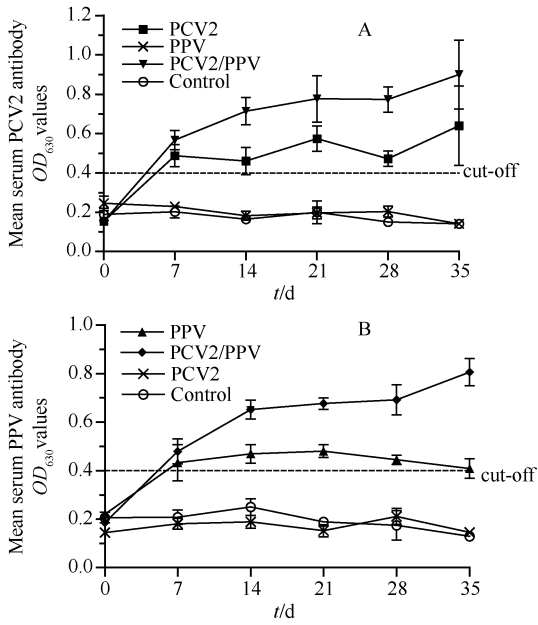 A
PCV2
PPV
PCV2/PPV
Control
Mean serum PCV2 antibody
OD630 values
1.2
1.0
0.8
0.6
0.4
0.2
0.0
cut-off
0 7 14 21 28 35
t/d
B
PPV
PCV2/PPV
PCV2
Control
Mean serum PPV antibody
OD630 values
1.0
0.8
0.6
0.4
0.2
0.0
cut-off
0 7 14 21 28 35
t/d